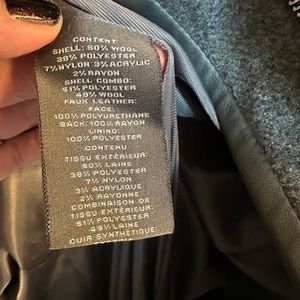 CONTENT
SHELL: 50% WOOL
38% POLYESTER
7% NYLON 3% ACRYLIC
2% RAYON
SHELL COMBO:
51% POLYESTER
49% WOOL
FAUX LEATHER:
FACE:
100% POLYURETHANE
BACK: 100% RAYON
LINING:
100% POLYESTER
CONTENU
TISSU EXTÉRIEUR:
50% LAINE
38% POLYESTER
7% NYLON
3% ACRYLIQUE
2% RAYONNE
COMBINAISON DE
TISSU EXTÉRIEUR:
51% POLYESTER
49% LAINE
CUIR SYNTHÉTIQUE: